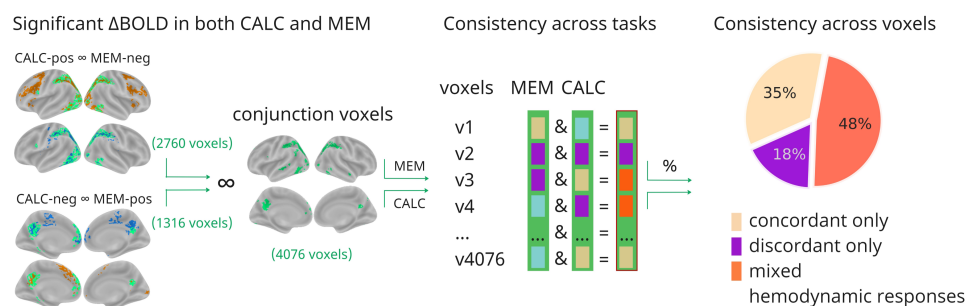 Significant ΔBOLD in both CALC and MEM
CALC-pos ∞ MEM-neg
(2760 voxels)
CALC-neg ∞ MEM-pos
(1316 voxels)
∞
conjunction voxels
(4076 voxels)
MEM
CALC
Consistency across tasks
voxels MEM CALC
v1 & =
v2 & =
v3 & =
v4 & =
... ... & ... = ...
v4076 & =
%
Consistency across voxels
35%
48%
18%
concordant only
discordant only
mixed
hemodynamic responses